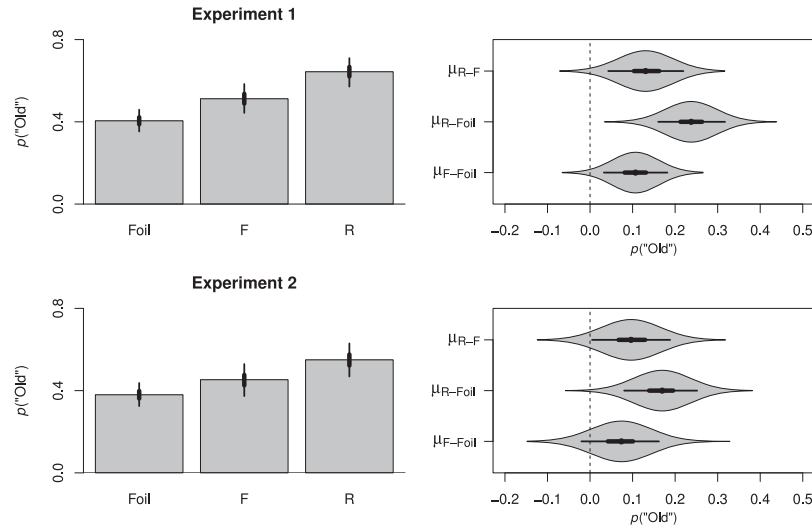 Experiment 1
p("Old")
0.0
0.4
0.8
Foil
F
R
μR−F
μR−Foil
μF−Foil
−0.2
−0.1
0.0
0.1
0.2
0.3
0.4
0.5
p("Old")
Experiment 2
p("Old")
0.0
0.4
0.8
Foil
F
R
μR−F
μR−Foil
μF−Foil
−0.2
−0.1
0.0
0.1
0.2
0.3
0.4
0.5
p("Old")